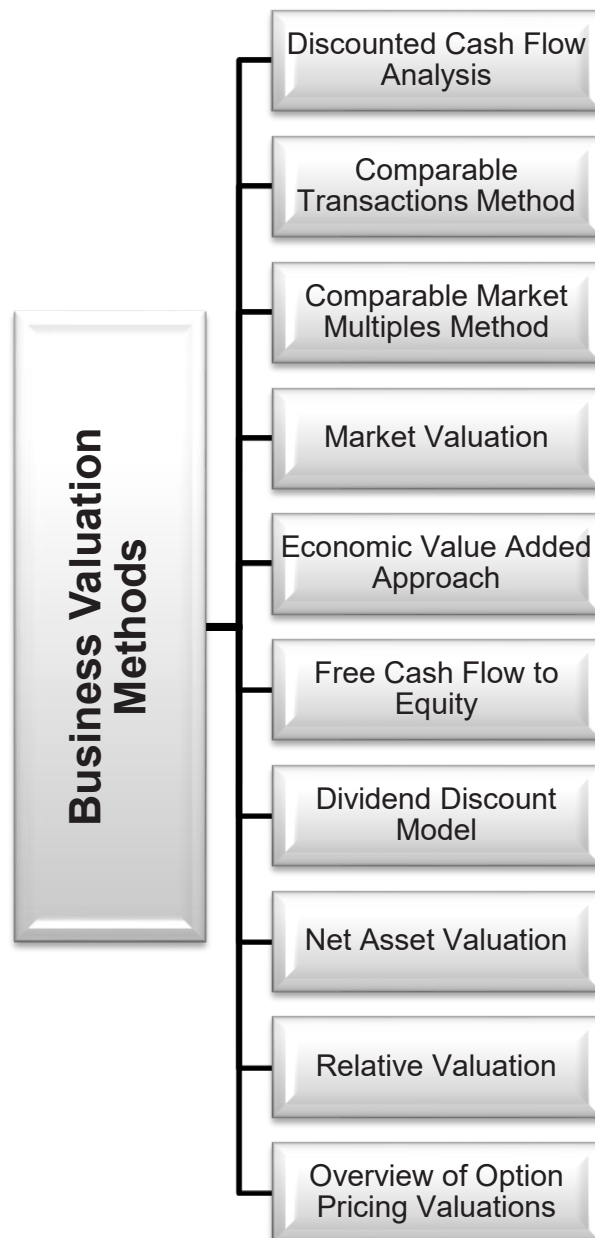 Business Valuation
Methods
Discounted Cash Flow
Analysis
Comparable
Transactions Method
Comparable Market
Multiples Method
Market Valuation
Economic Value Added
Approach
Free Cash Flow to
Equity
Dividend Discount
Model
Net Asset Valuation
Relative Valuation
Overview of Option
Pricing Valuations